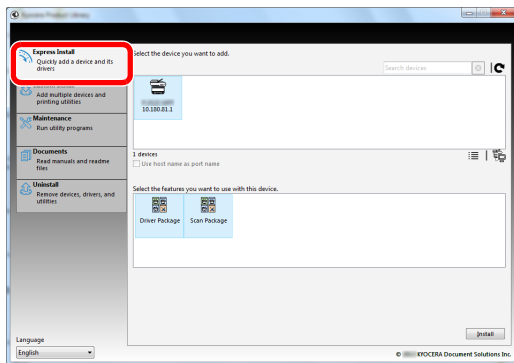 Express Install
Quickly add a device and its
drivers
Add multiple devices and
printing utilities
Maintenance
Run utility programs
Documents
Read manuals and readme
files
Uninstall
Remove devices, drivers, and
utilities
Language
English
Select the device you want to add.
Search devices
10.180.81.1
1 devices
Use host name as port name
Select the features you want to use with this device.
Driver Package
Scan Package
Install
© KYOCERA Document Solutions Inc.